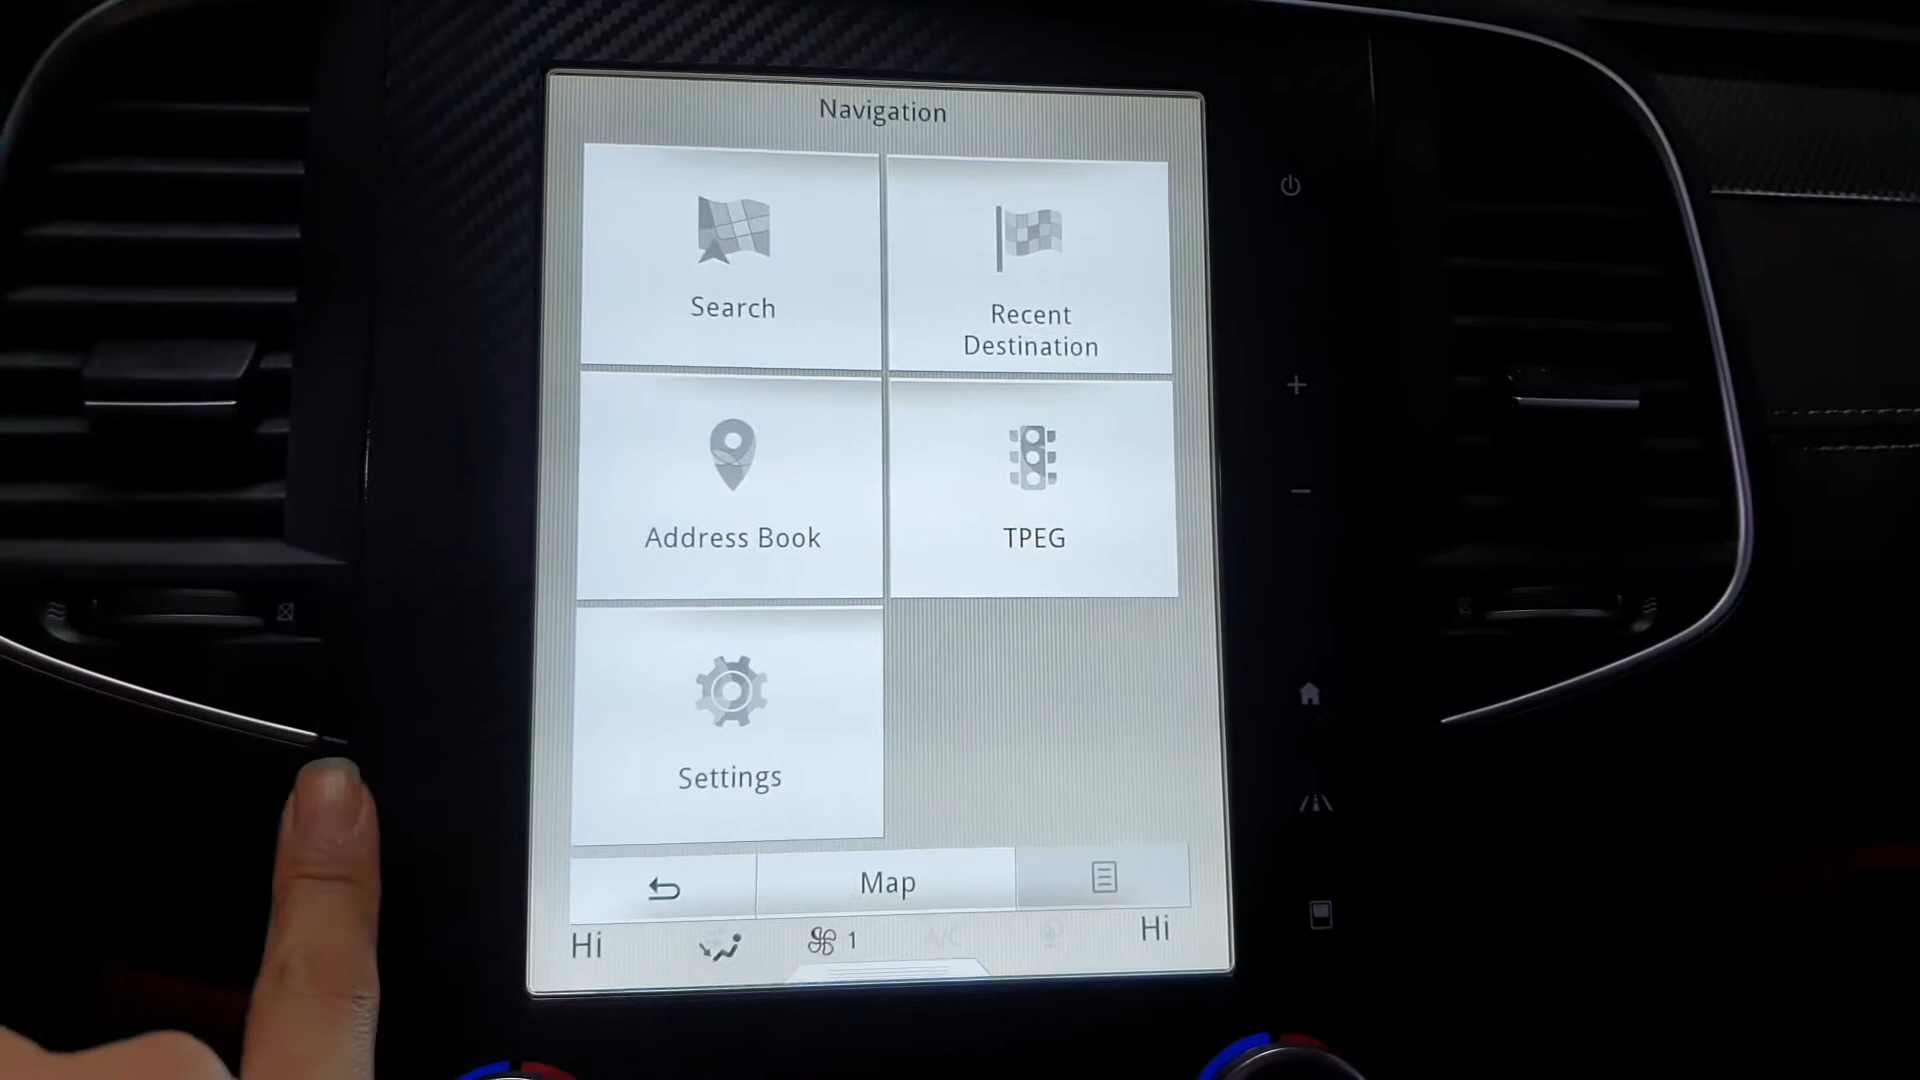 Navigation
Search
Recent
Destination
Address Book
TPEG
Settings
Map
Hi
1
A/C
Hi